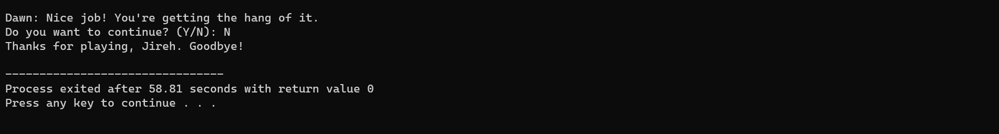 Dawn: Nice job! You're getting the hang of it.
Do you want to continue? (Y/N): N
Thanks for playing, Jireh. Goodbye!
--------------------------------
Process exited after 58.81 seconds with return value 0
Press any key to continue . . .